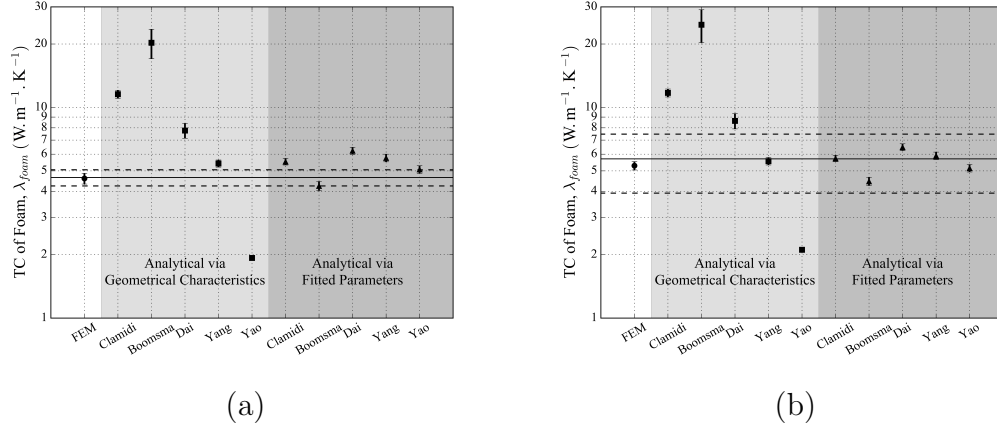 30
20
10
9
8
7
6
5
4
3
2
1
TC of Foam, λfoam (W. m⁻¹. K⁻¹)
Analytical via
Geometrical Characteristics
Analytical via
Fitted Parameters
FEM
Clamidi
Boomsma
Dai
Yang
Yao
Clamidi
Boomsma
Dai
Yang
Yao
(a)
30
20
10
9
8
7
6
5
4
3
2
1
TC of Foam, λfoam (W. m⁻¹. K⁻¹)
Analytical via
Geometrical Characteristics
Analytical via
Fitted Parameters
FEM
Clamidi
Boomsma
Dai
Yang
Yao
Clamidi
Boomsma
Dai
Yang
Yao
(b)